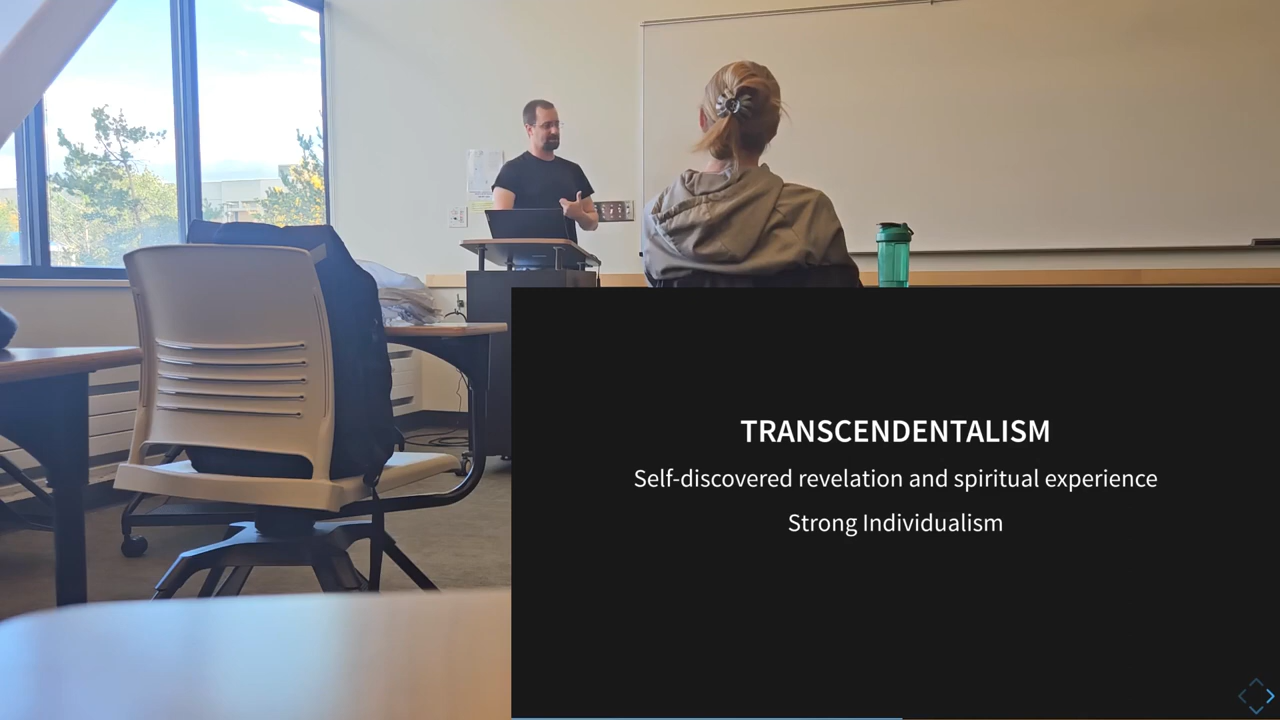 TRANSCENDENTALISM
Self-discovered revelation and spiritual experience
Strong Individualism